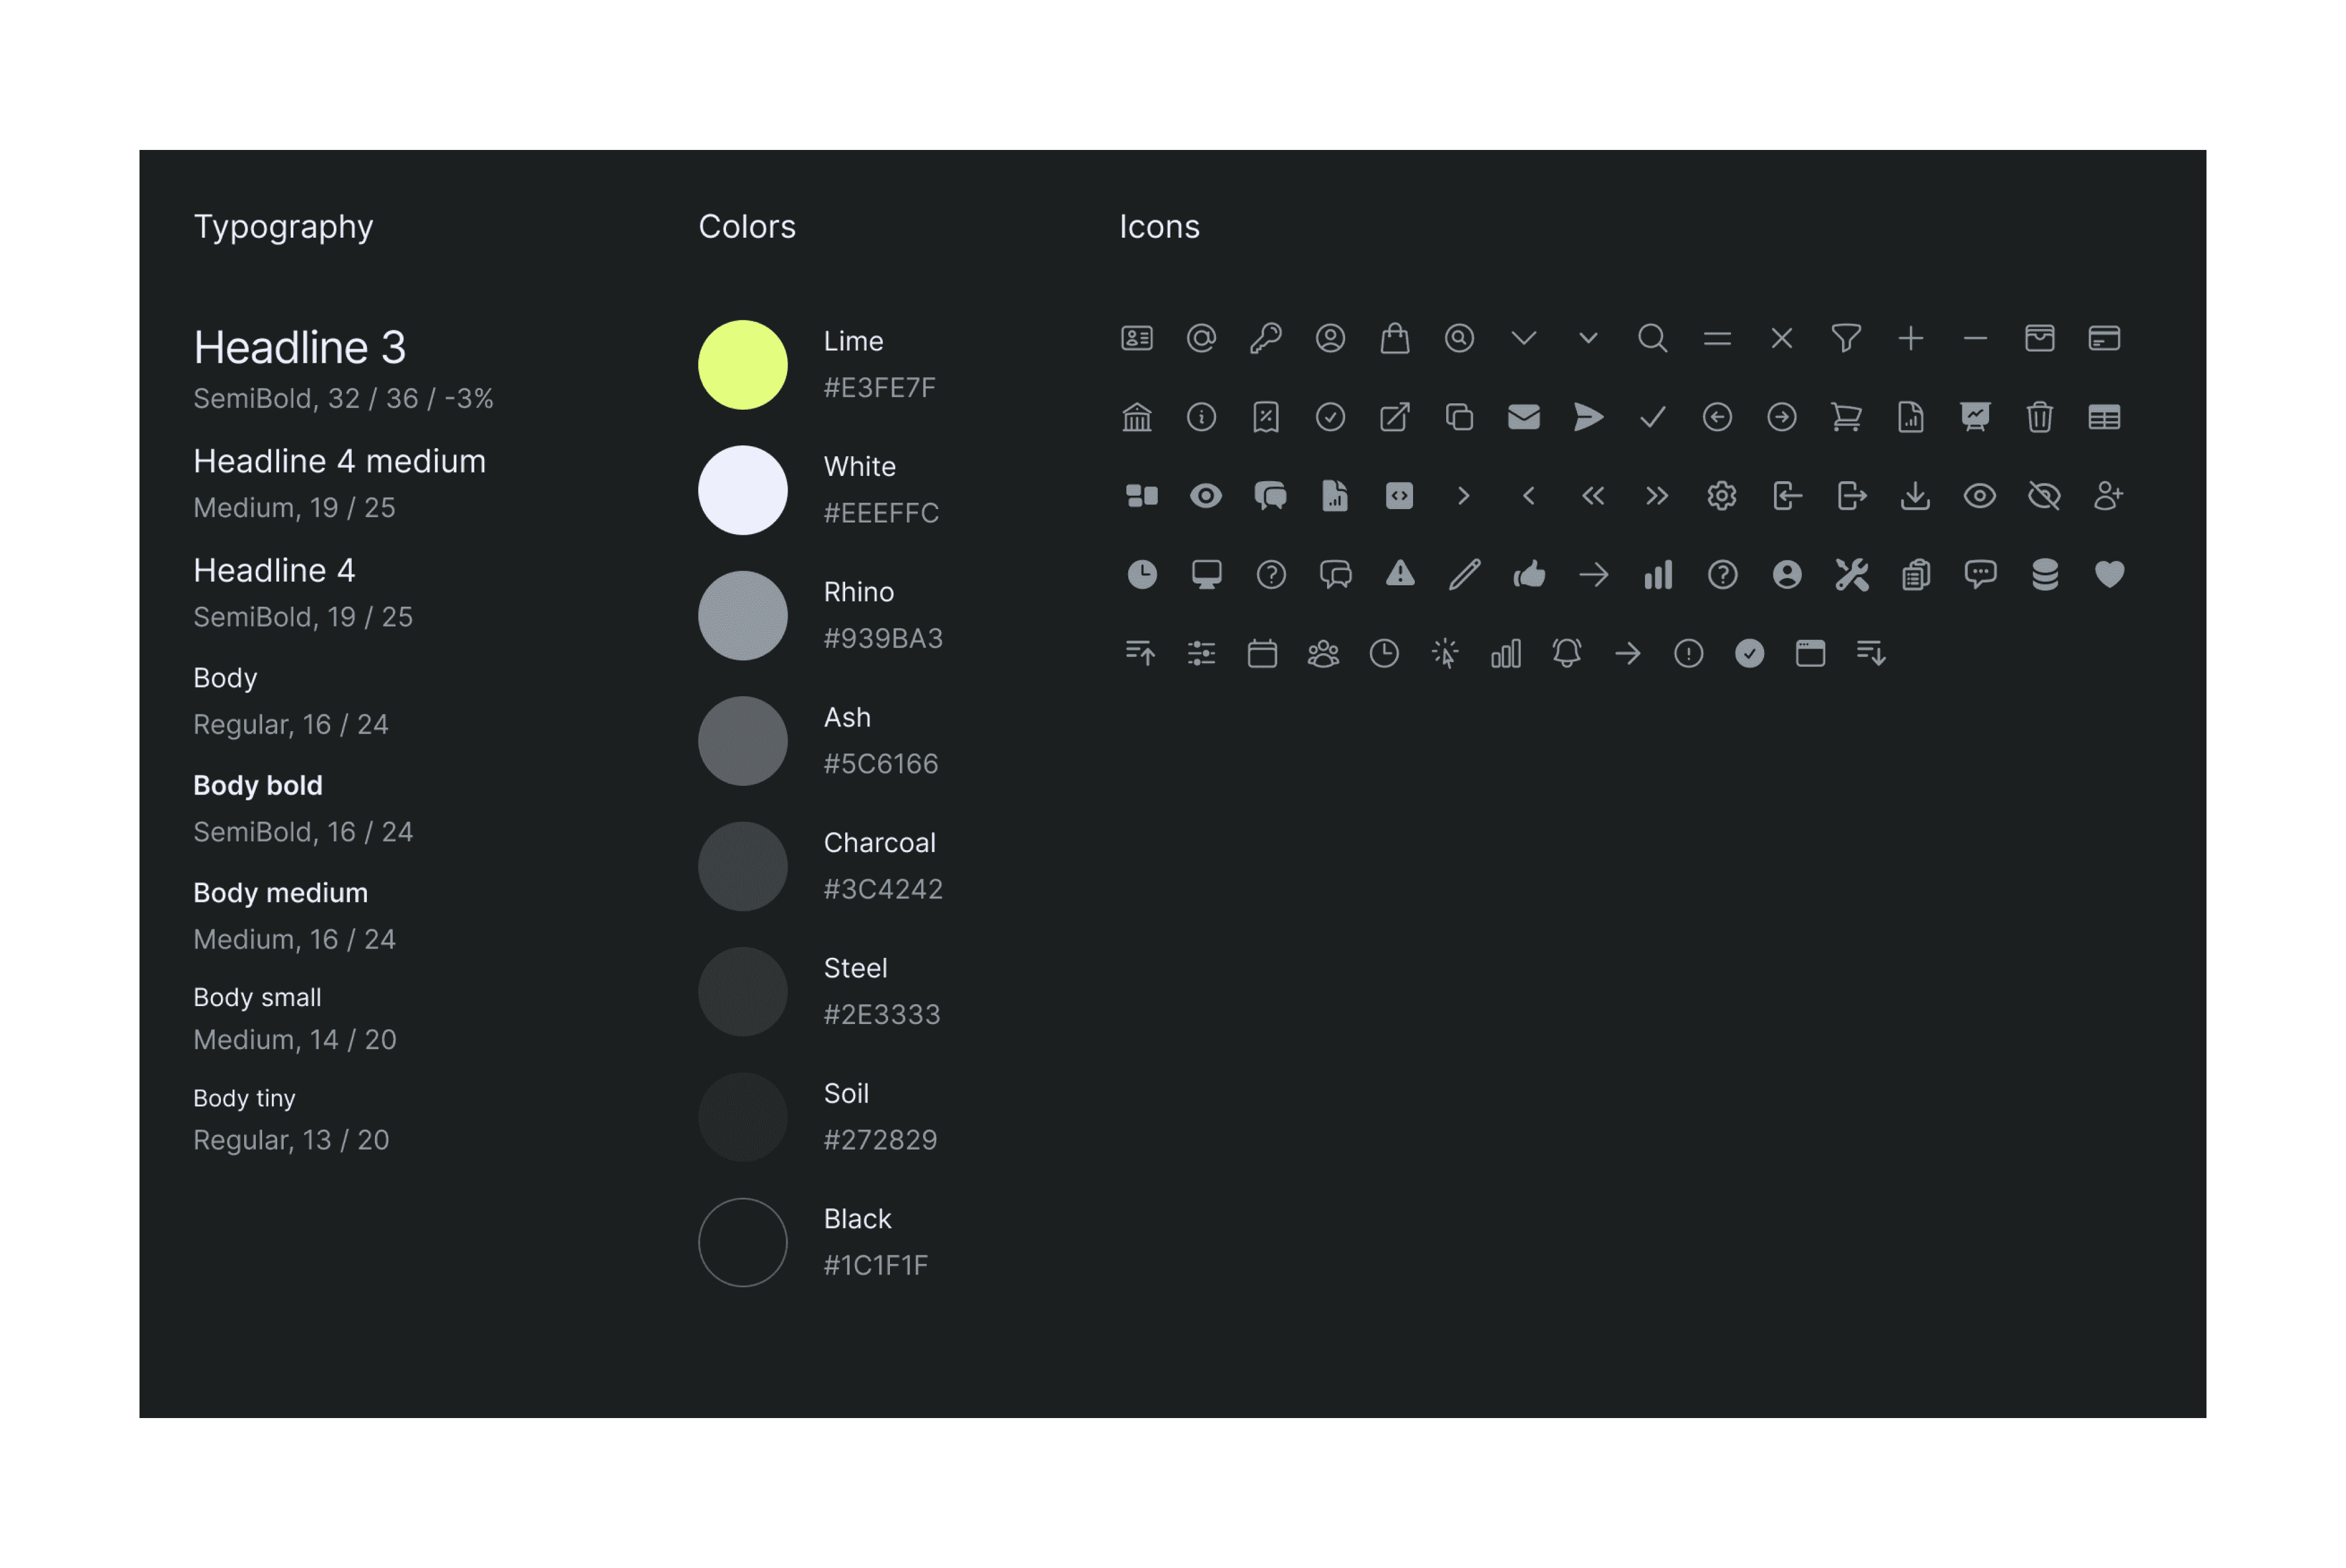 Typography
Headline 3
SemiBold, 32 / 36 / -3%
Headline 4 medium
Medium, 19 / 25
Headline 4
SemiBold, 19 / 25
Body
Regular, 16 / 24
Body bold
SemiBold, 16 / 24
Body medium
Medium, 16 / 24
Body small
Medium, 14 / 20
Body tiny
Regular, 13 / 20
Colors
Lime
#E3FE7F
White
#EEEFFC
Rhino
#939BA3
Ash
#5C6166
Charcoal
#3C4242
Steel
#2E3333
Soil
#272829
Black
#1C1F1F
Icons